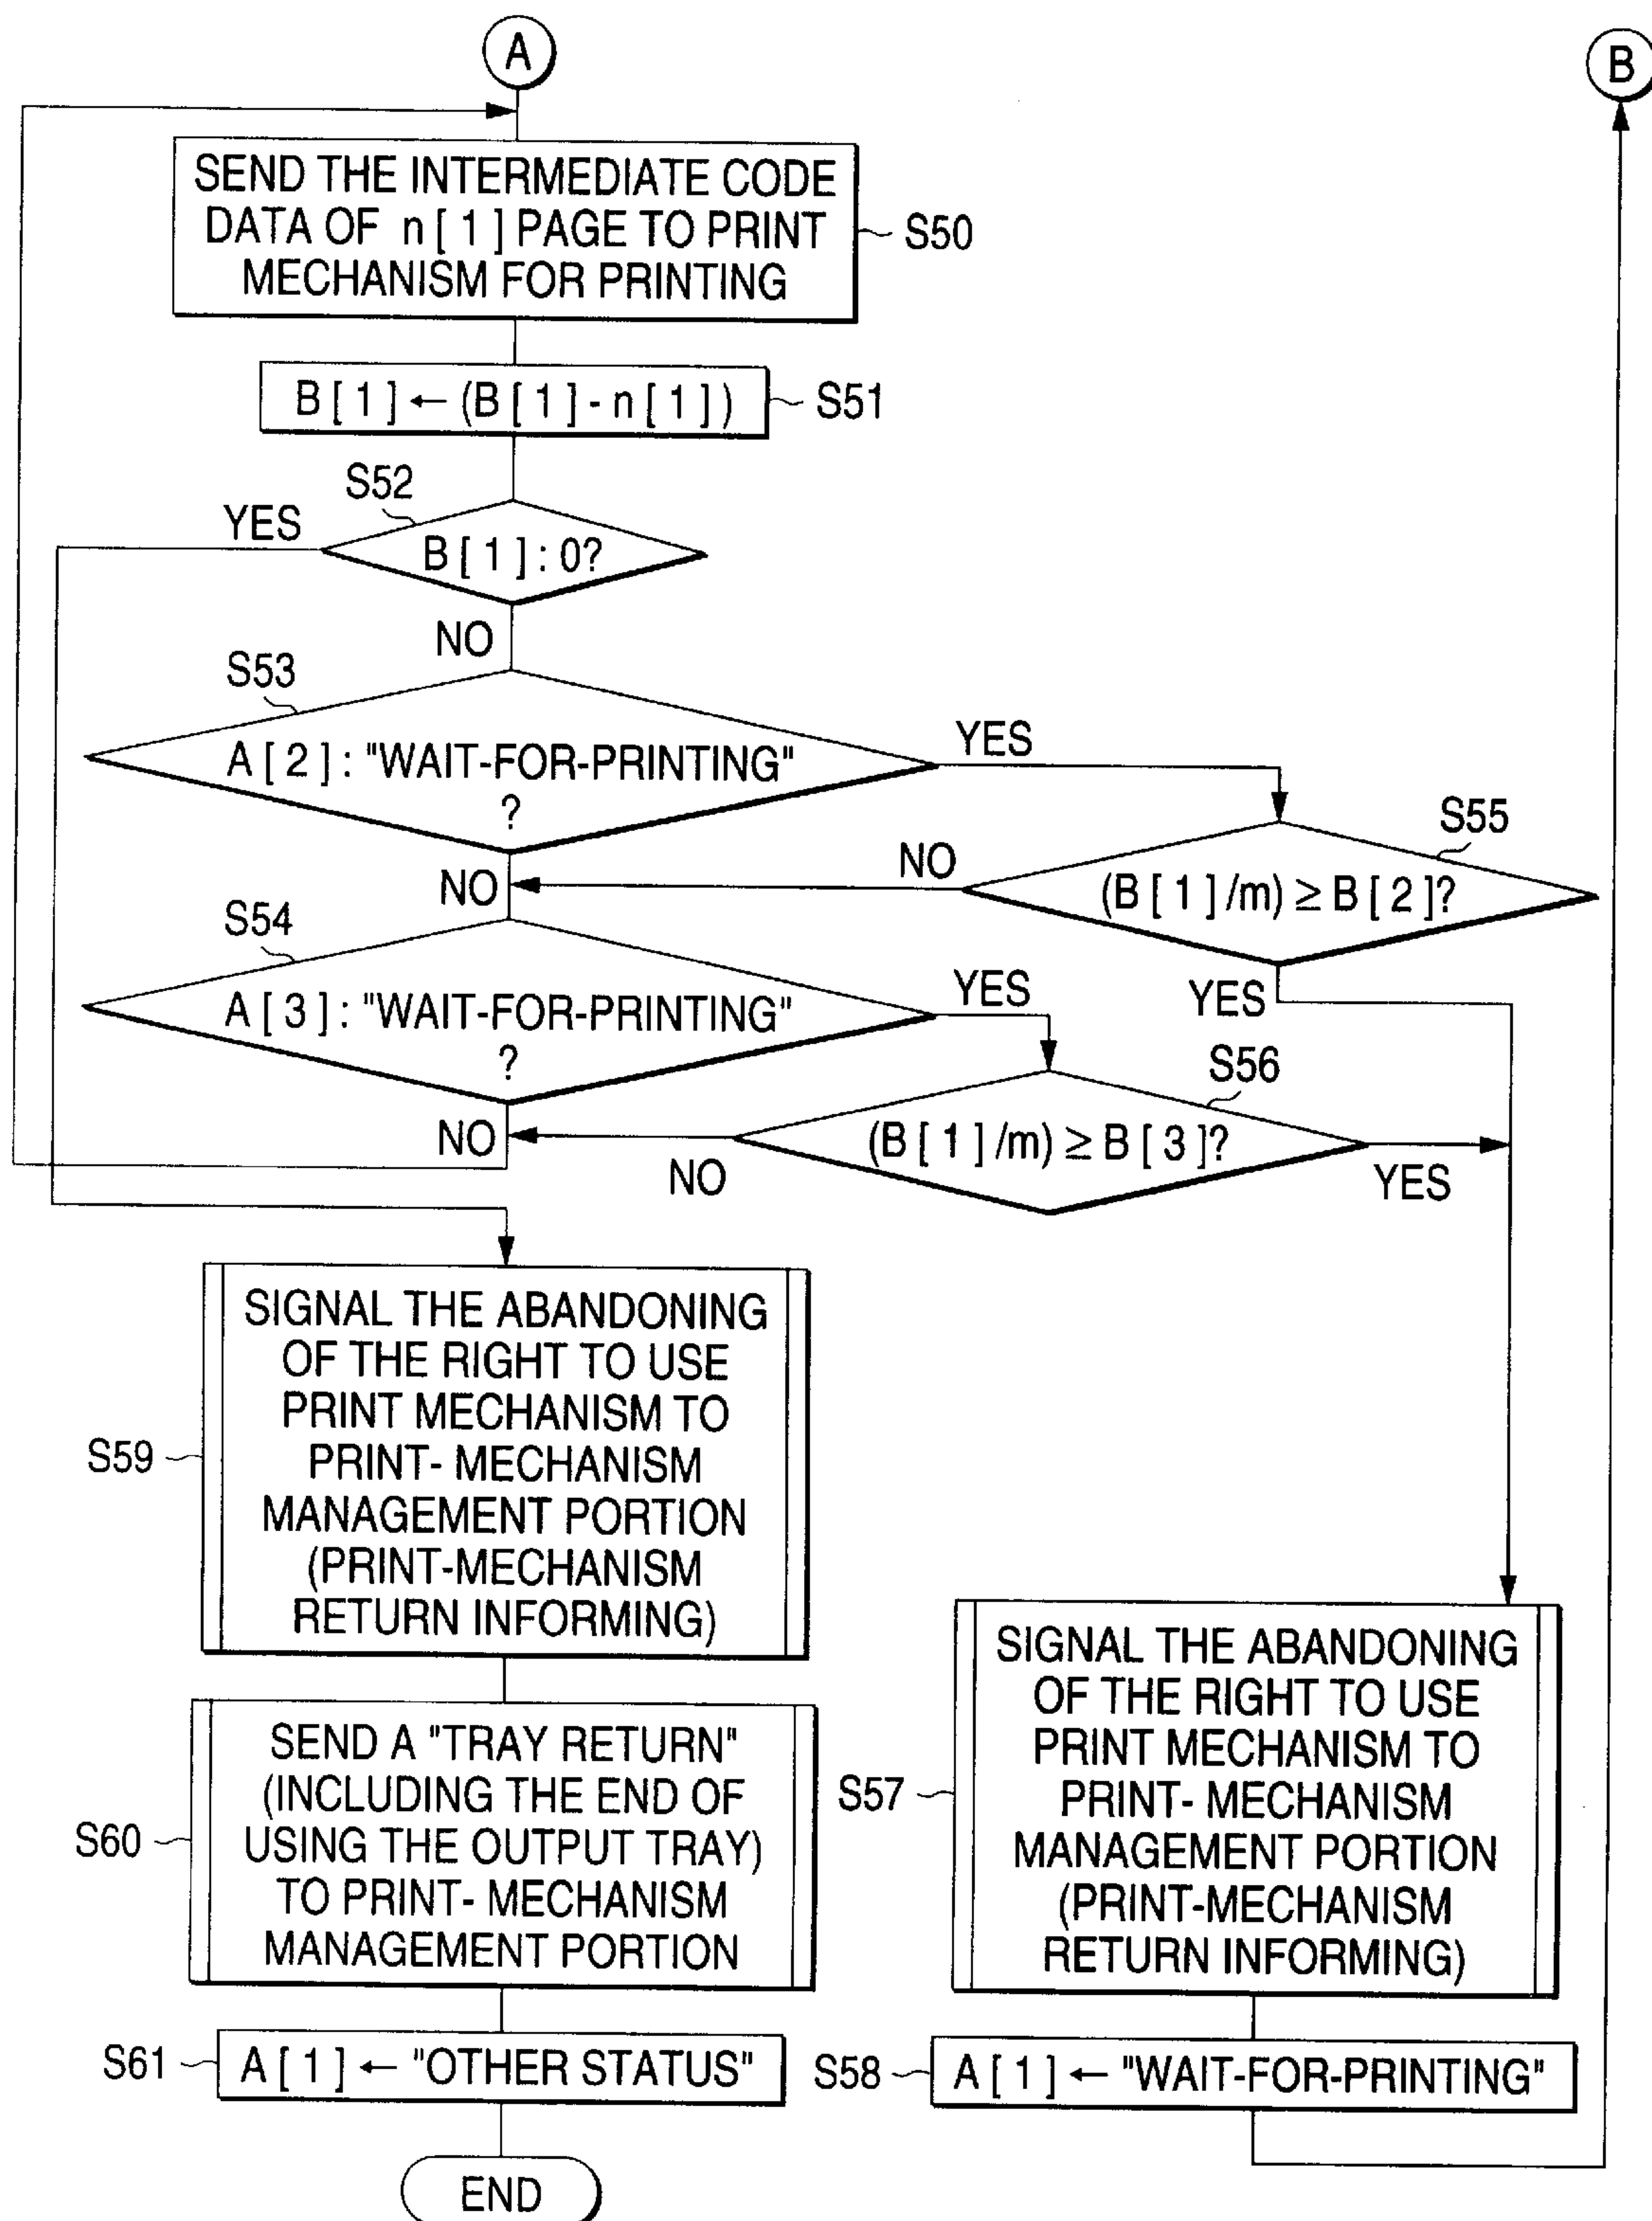 A
B
SEND THE INTERMEDIATE CODE
DATA OF n[1] PAGE TO PRINT
MECHANISM FOR PRINTING
S50
B[1] ← (B[1]-n[1])
S51
S52
YES
B[1] : 0?
NO
S53
A[2] : "WAIT-FOR-PRINTING"
?
YES
NO
S55
(B[1]/m) ≥ B[2]?
NO
YES
S54
A[3] : "WAIT-FOR-PRINTING"
?
YES
NO
S56
(B[1]/m) ≥ B[3]?
NO
YES
S59
SIGNAL THE ABANDONING
OF THE RIGHT TO USE
PRINT MECHANISM TO
PRINT- MECHANISM
MANAGEMENT PORTION
(PRINT-MECHANISM
RETURN INFORMING)
S60
SEND A "TRAY RETURN"
(INCLUDING THE END OF
USING THE OUTPUT TRAY)
TO PRINT- MECHANISM
MANAGEMENT PORTION
S61
A[1] ← "OTHER STATUS"
END
S57
SIGNAL THE ABANDONING
OF THE RIGHT TO USE
PRINT MECHANISM TO
PRINT- MECHANISM
MANAGEMENT PORTION
(PRINT-MECHANISM
RETURN INFORMING)
S58
A[1] ← "WAIT-FOR-PRINTING"